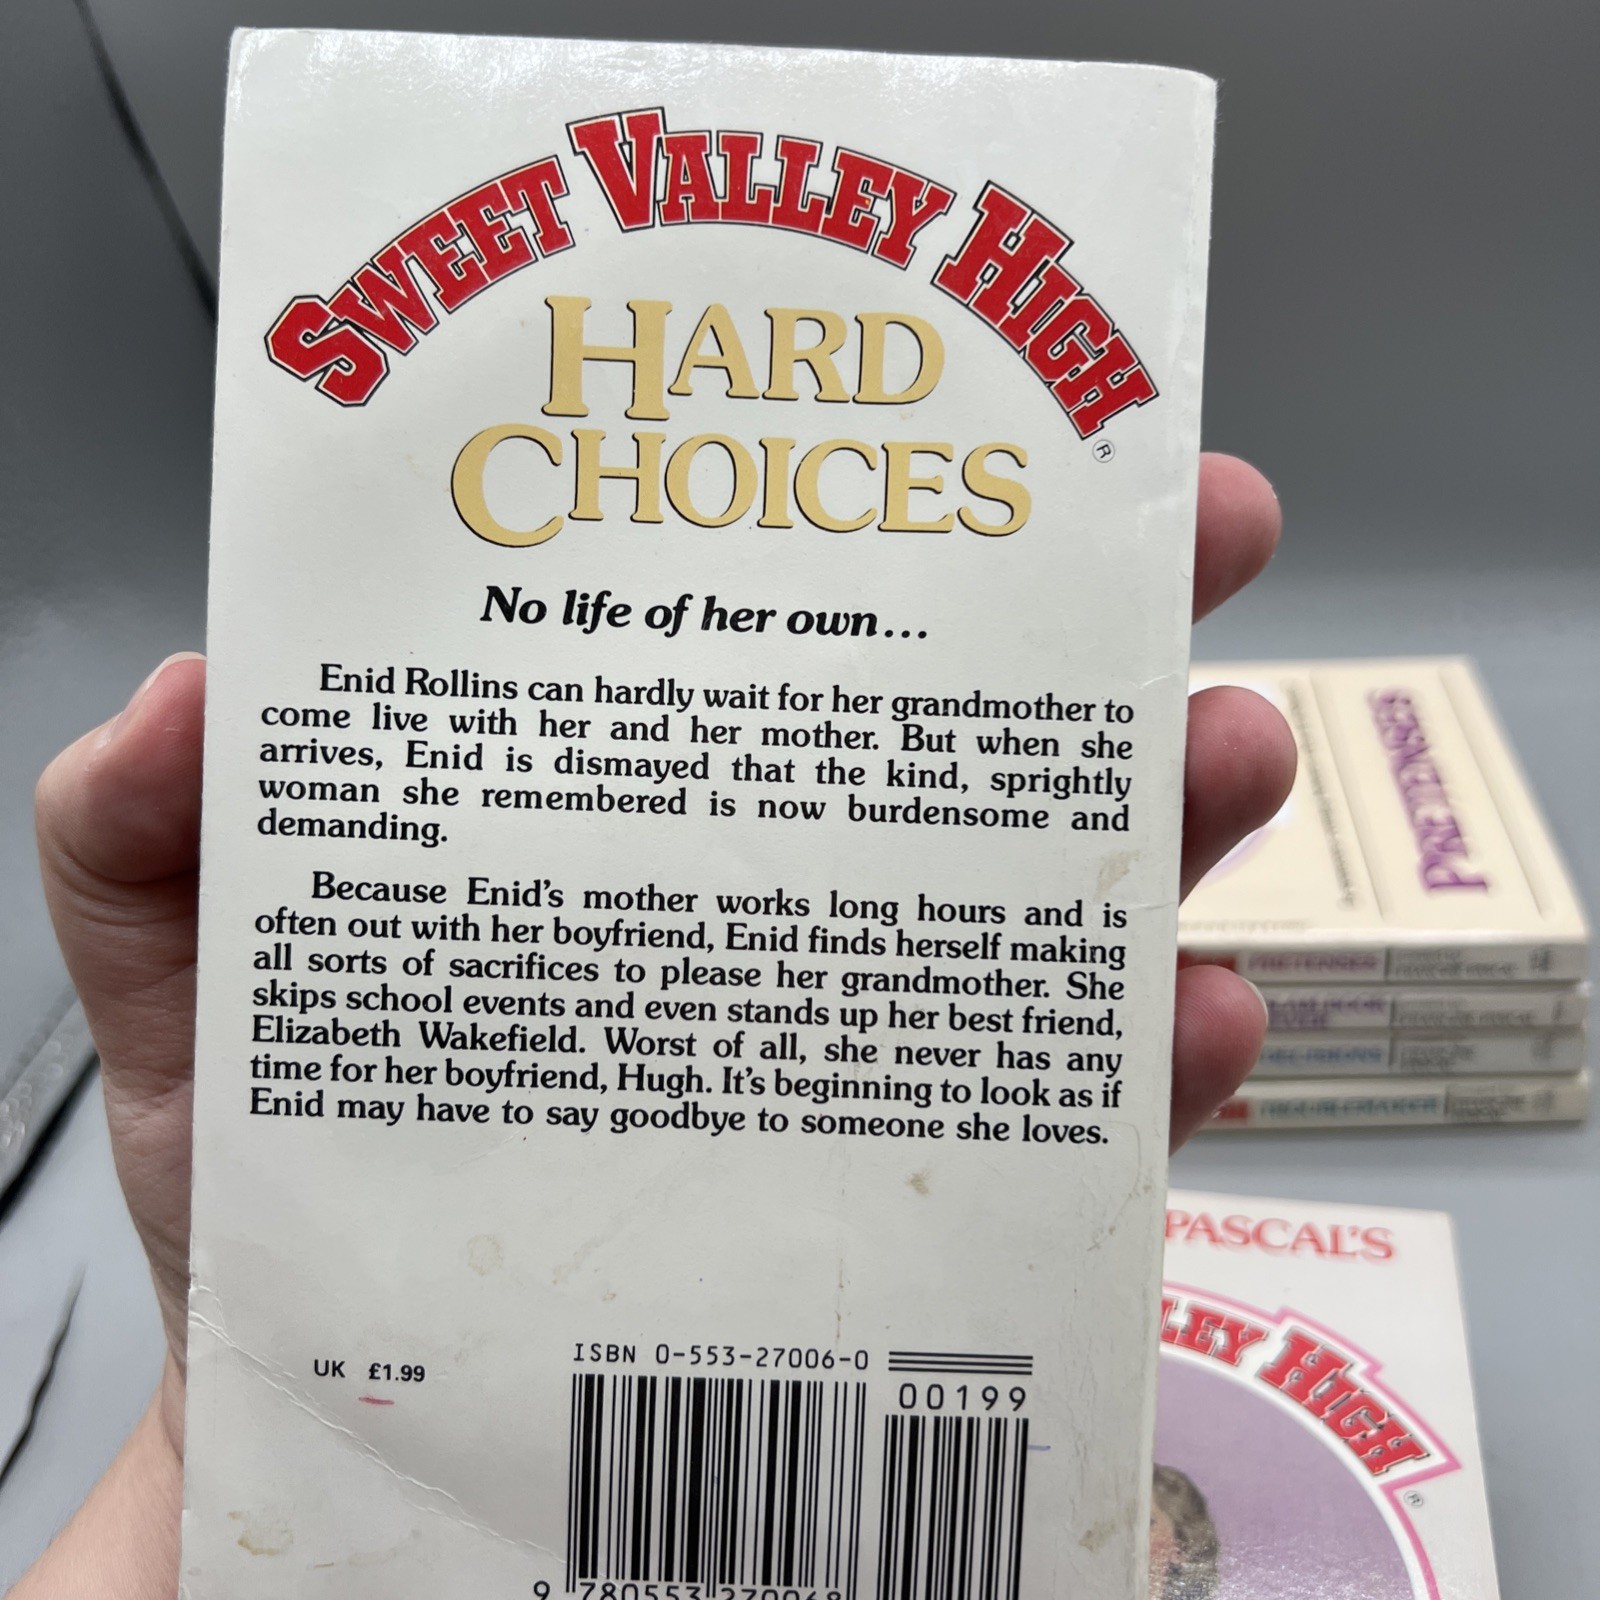 SWEET VALLEY HIGH®
HARD
CHOICES
No life of her own...
Enid Rollins can hardly wait for her grandmother to
come live with her and her mother. But when she
arrives, Enid is dismayed that the kind, sprightly
woman she remembered is now burdensome and
demanding.
Because Enid's mother works long hours and is
often out with her boyfriend, Enid finds herself making
all sorts of sacrifices to please her grandmother. She
skips school events and even stands up her best friend,
Elizabeth Wakefield. Worst of all, she never has any
time for her boyfriend, Hugh. It's beginning to look as if
Enid may have to say goodbye to someone she loves.
UK £1.99
ISBN 0-553-27006-0
00199
9 780553 270068
PRETENSES
PRETENSES
DECISIONS
TROUBLEMAKER
PASCAL'S
LEY HIGH®